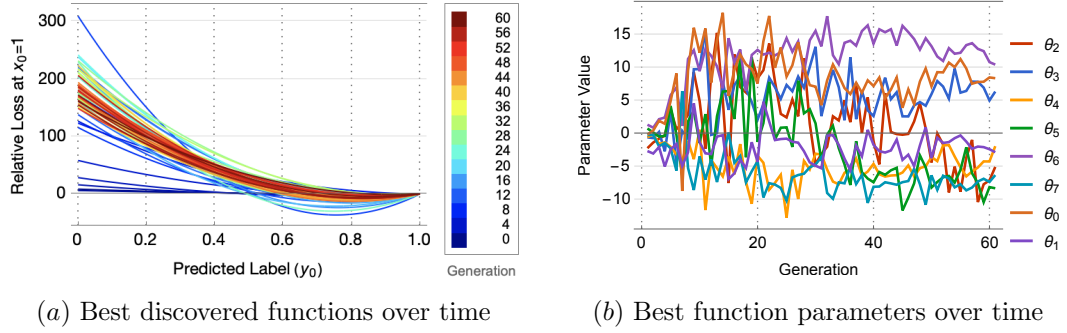 Relative Loss at x₀=1
300
200
100
0
0
0.2
0.4
0.6
0.8
1.0
Predicted Label (y₀)
60
56
52
48
44
40
36
32
28
24
20
16
12
8
4
0
Generation
(a) Best discovered functions over time
Parameter Value
15
10
5
0
−5
−10
0
20
40
60
Generation
θ₂
θ₃
θ₄
θ₅
θ₆
θ₇
θ₀
θ₁
(b) Best function parameters over time